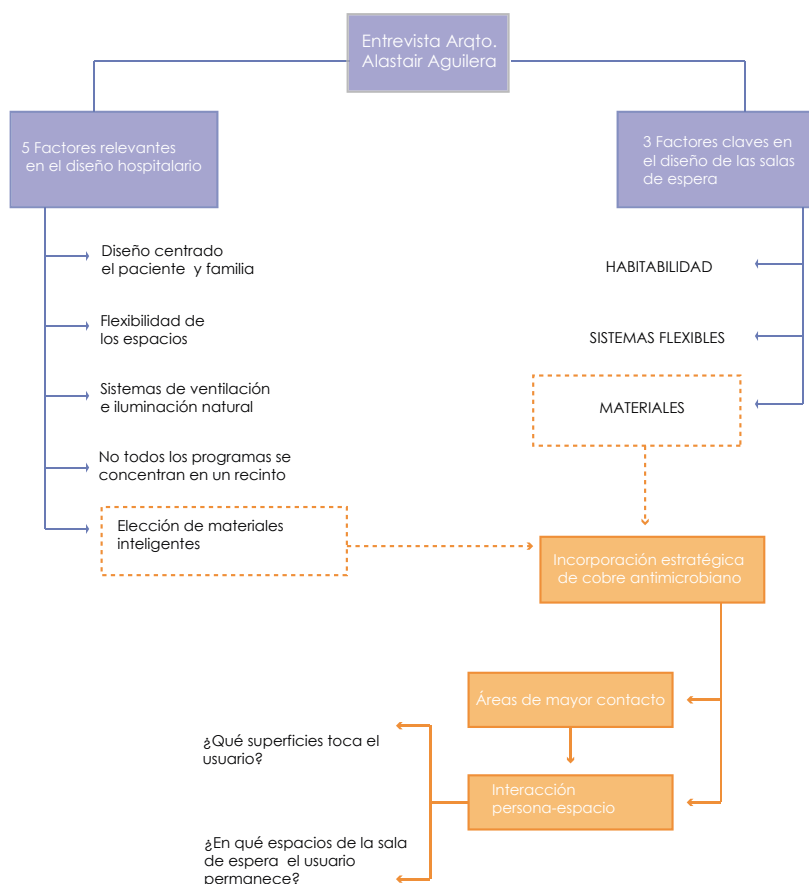 Entrevista Arqto.
Alastair Aguilera
5 Factores relevantes
en el diseño hospitalario
3 Factores claves en
el diseño de las salas
de espera
Diseño centrado
el paciente y familia
Flexibilidad de
los espacios
Sistemas de ventilación
e iluminación natural
No todos los programas se
concentran en un recinto
Elección de materiales
inteligentes
HABITABILIDAD
SISTEMAS FLEXIBLES
MATERIALES
Incorporación estratégica
de cobre antimicrobiano
Áreas de mayor contacto
Interacción
persona-espacio
¿Qué superficies toca el
usuario?
¿En qué espacios de la sala
de espera el usuario
permanece?